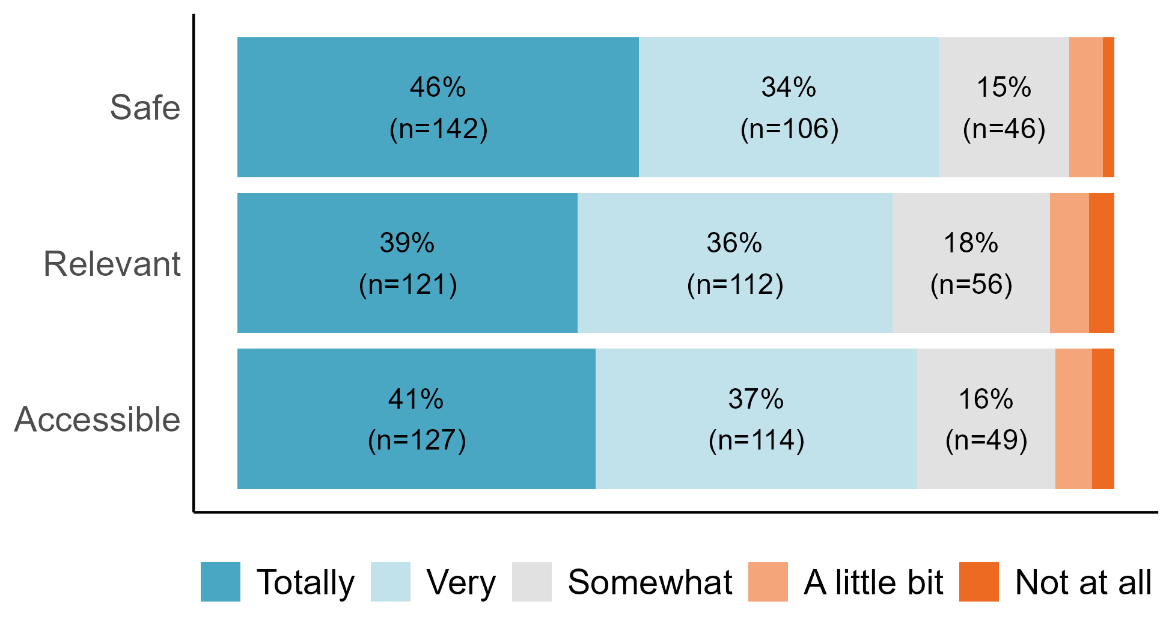 Safe
46%
34%
15%
(n=142)
(n=106)
(n=46)
Relevant
39%
36%
18%
(n=121)
(n=112)
(n=56)
Accessible
41%
37%
16%
(n=127)
(n=114)
(n=49)
Totally
Very
Somewhat
A little bit
Not at all